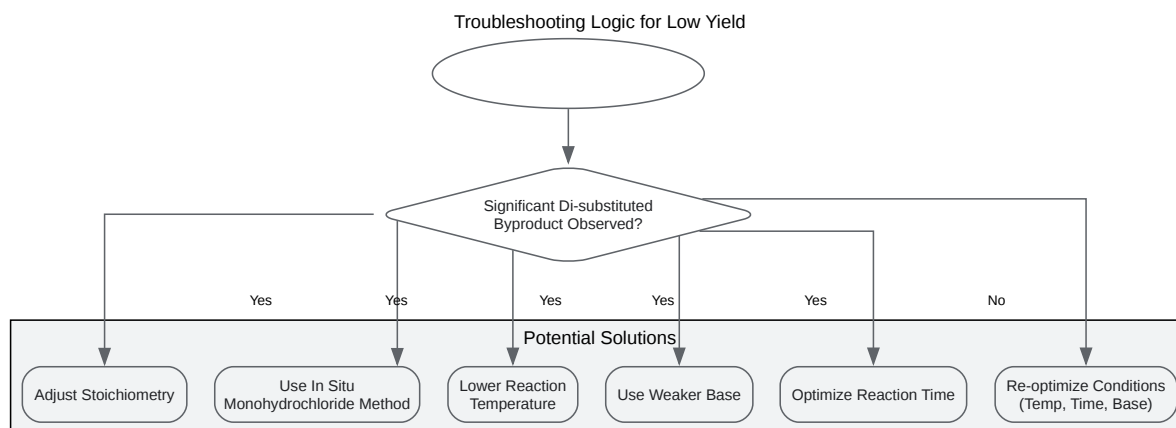 Troubleshooting Logic for Low Yield
Significant Di-substituted
Byproduct Observed?
Yes
Yes
Yes
Yes
Yes
No
Potential Solutions
Adjust Stoichiometry
Use In Situ
Monohydrochloride Method
Lower Reaction
Temperature
Use Weaker Base
Optimize Reaction Time
Re-optimize Conditions
(Temp, Time, Base)